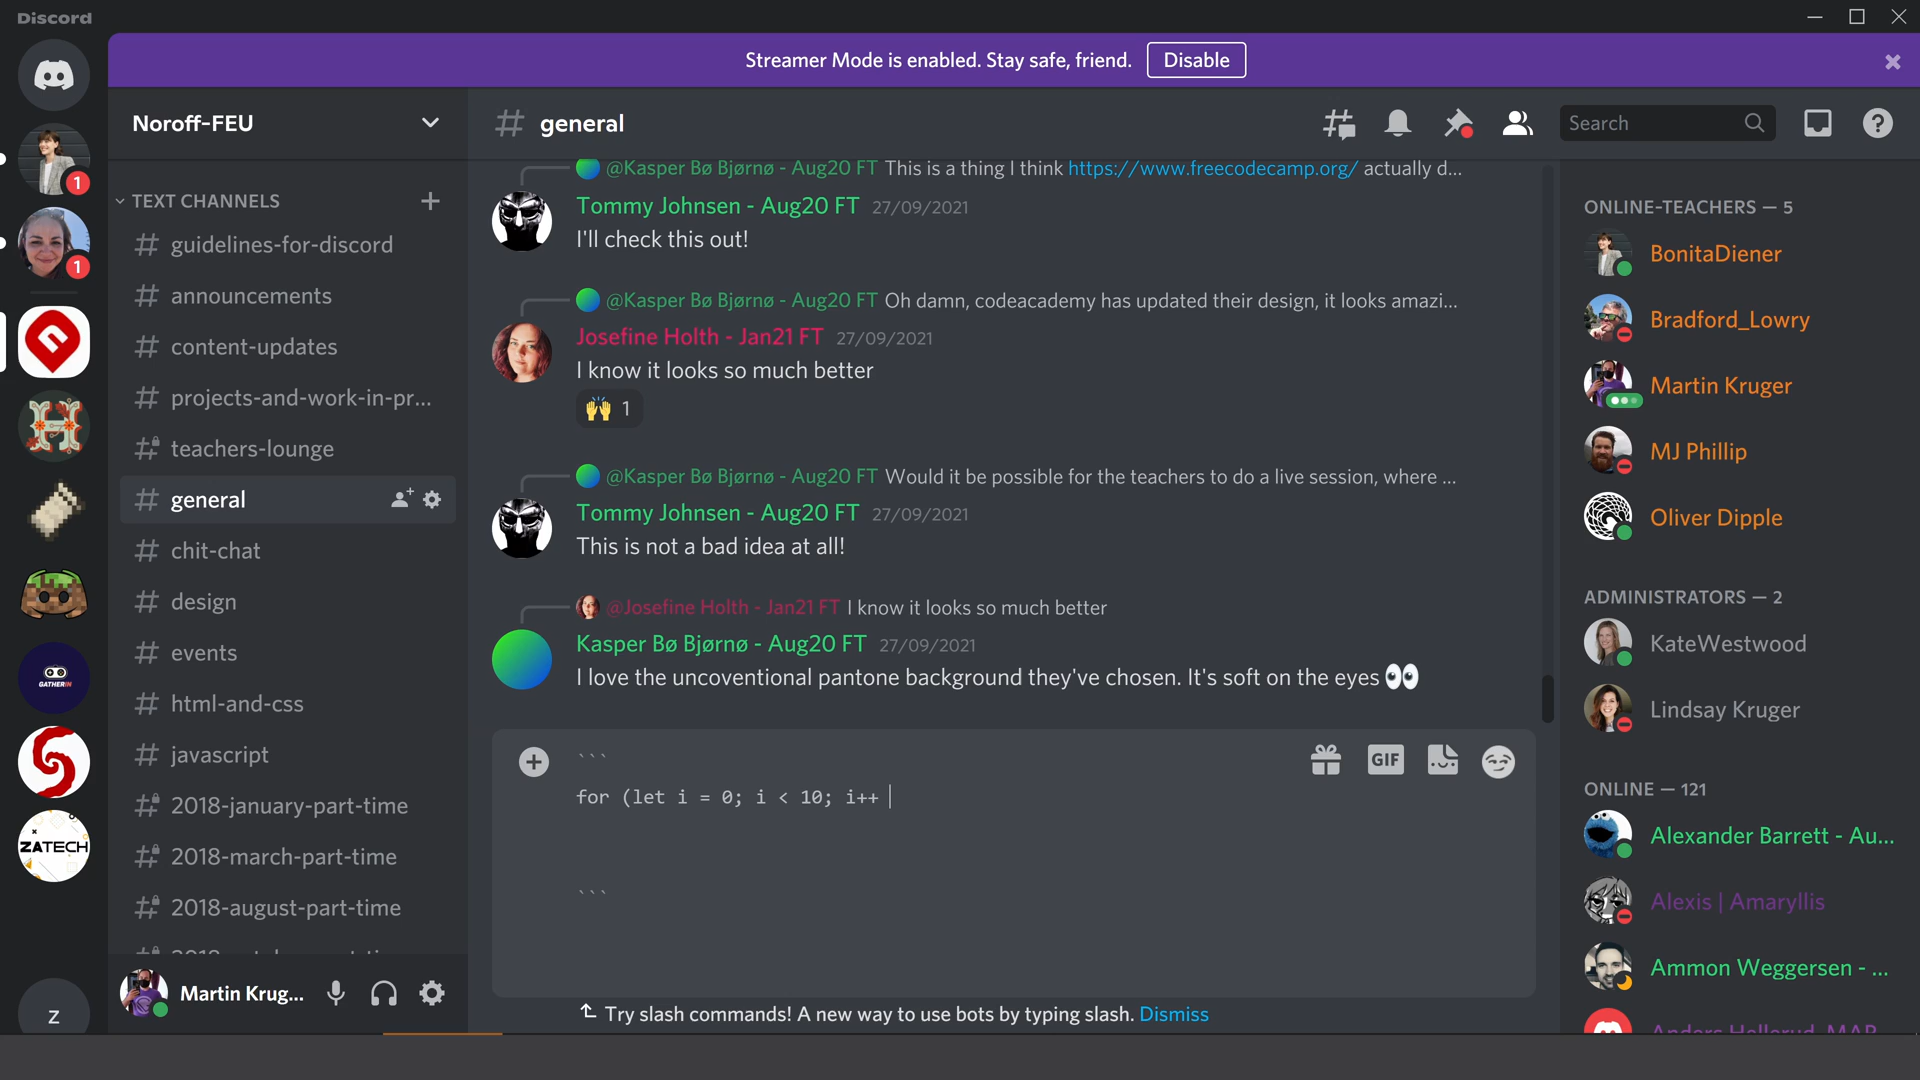 Discord
Streamer Mode is enabled. Stay safe, friend. Disable
Noroff-FEU
general
Search
TEXT CHANNELS
guidelines-for-discord
announcements
content-updates
projects-and-work-in-pr...
teachers-lounge
general
chit-chat
design
events
html-and-css
javascript
2018-january-part-time
2018-march-part-time
2018-august-part-time
Martin Krug...
1
1
GATHERIN
ZATECH
Z
@Kasper Bø Bjørnø - Aug20 FT This is a thing I think https://www.freecodecamp.org/ actually d...
Tommy Johnsen - Aug20 FT 27/09/2021
I'll check this out!
@Kasper Bø Bjørnø - Aug20 FT Oh damn, codeacademy has updated their design, it looks amazi...
Josefine Holth - Jan21 FT 27/09/2021
I know it looks so much better
🙌 1
@Kasper Bø Bjørnø - Aug20 FT Would it be possible for the teachers to do a live session, where ...
Tommy Johnsen - Aug20 FT 27/09/2021
This is not a bad idea at all!
@Josefine Holth - Jan21 FT I know it looks so much better
Kasper Bø Bjørnø - Aug20 FT 27/09/2021
I love the uncoventional pantone background they've chosen. It's soft on the eyes 👀
```
for (let i = 0; i < 10; i++
```
GIF
Try slash commands! A new way to use bots by typing slash. Dismiss
ONLINE-TEACHERS — 5
BonitaDiener
Bradford_Lowry
Martin Kruger
MJ Phillip
Oliver Dipple
ADMINISTRATORS — 2
KateWestwood
Lindsay Kruger
ONLINE — 121
Alexander Barrett - Au...
Alexis | Amaryllis
Ammon Weggersen - ...